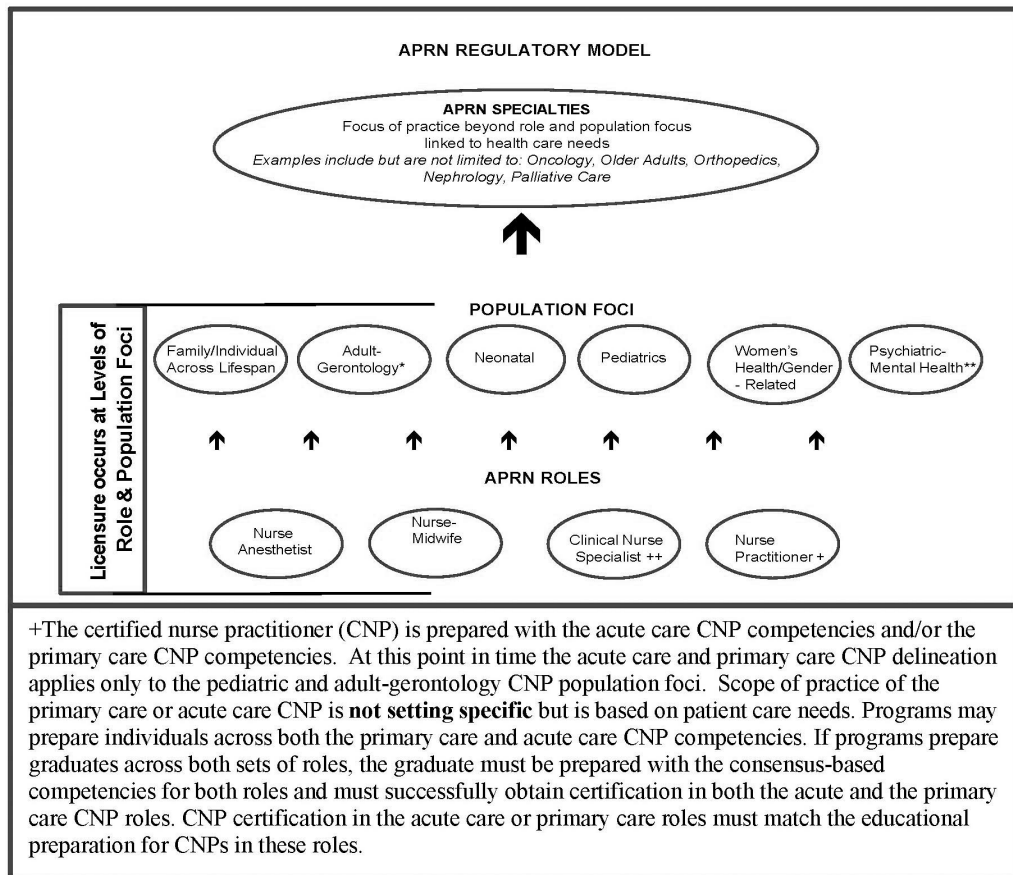 APRN REGULATORY MODEL
APRN SPECIALTIES
Focus of practice beyond role and population focus
linked to health care needs
Examples include but are not limited to: Oncology, Older Adults, Orthopedics,
Nephrology, Palliative Care
Licensure occurs at Levels of
Role & Population Foci
POPULATION FOCI
Family/Individual
Across Lifespan
Adult-
Gerontology*
Neonatal
Pediatrics
Women's
Health/Gender
- Related
Psychiatric-
Mental Health**
APRN ROLES
Nurse
Anesthetist
Nurse-
Midwife
Clinical Nurse
Specialist ++
Nurse
Practitioner +
+The certified nurse practitioner (CNP) is prepared with the acute care CNP competencies and/or the
primary care CNP competencies.  At this point in time the acute care and primary care CNP delineation
applies only to the pediatric and adult-gerontology CNP population foci.  Scope of practice of the
primary care or acute care CNP is not setting specific but is based on patient care needs. Programs may
prepare individuals across both the primary care and acute care CNP competencies. If programs prepare
graduates across both sets of roles, the graduate must be prepared with the consensus-based
competencies for both roles and must successfully obtain certification in both the acute and the primary
care CNP roles. CNP certification in the acute care or primary care roles must match the educational
preparation for CNPs in these roles.